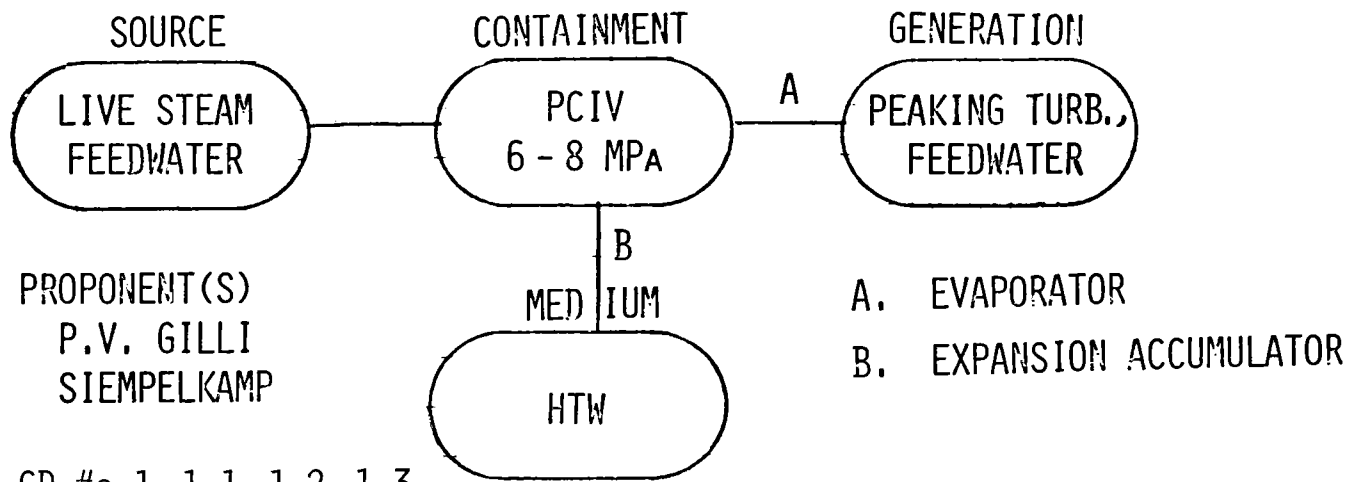 SOURCE
CONTAINMENT
GENERATION
LIVE STEAM
FEEDWATER
PCIV
6-8 MPA
A
PEAKING TURB.,
FEEDWATER
B
MEDIUM
HTW
PROPONENT(S)
P.V. GILLI
SIEMPELKAMP
A. EVAPORATOR
B. EXPANSION ACCUMULATOR